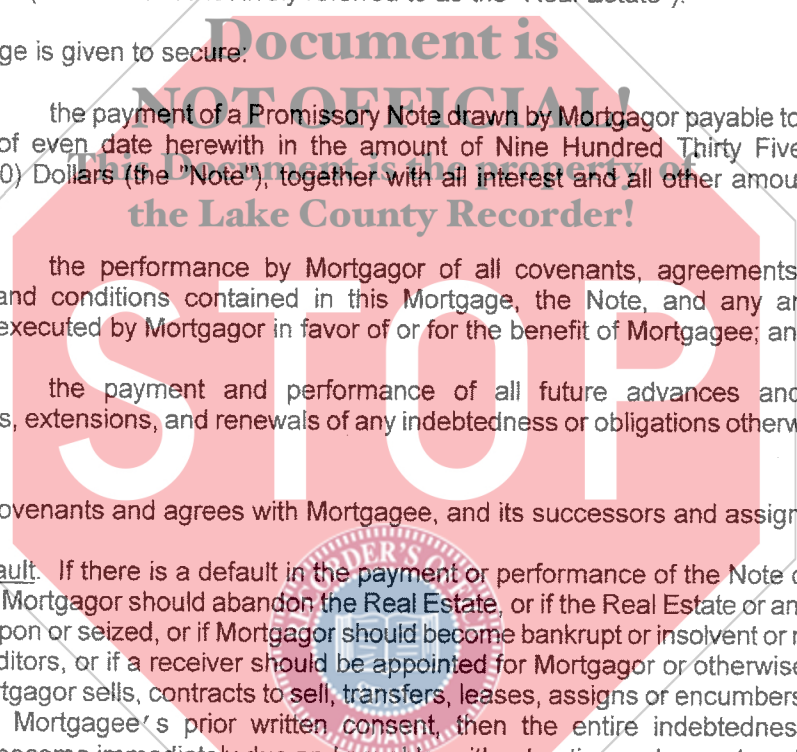 referred to as the "Real Estate").
Document is
ge is given to secure:
NOT OFFICIAL!
the payment of a Promissory Note drawn by Mortgagor payable to
of even date herewith in the amount of Nine Hundred Thirty Five
This Document is the property of
0) Dollars (the "Note"), together with all interest and all other amou
the Lake County Recorder!
the performance by Mortgagor of all covenants, agreements
and conditions contained in this Mortgage, the Note, and any a
executed by Mortgagor in favor of or for the benefit of Mortgagee; an
STOP
the payment and performance of all future advances and
s, extensions, and renewals of any indebtedness or obligations otherw
ovenants and agrees with Mortgagee, and its successors and assign
ault. If there is a default in the payment or performance of the Note o
Mortgagor should abandon the Real Estate, or if the Real Estate or an
pon or seized, or if Mortgagor should become bankrupt or insolvent or
ditors, or if a receiver should be appointed for Mortgagor or otherwise
tgagor sells, contracts to sell, transfers, leases, assigns or encumbers
Mortgagee's prior written consent, then the entire indebtednes